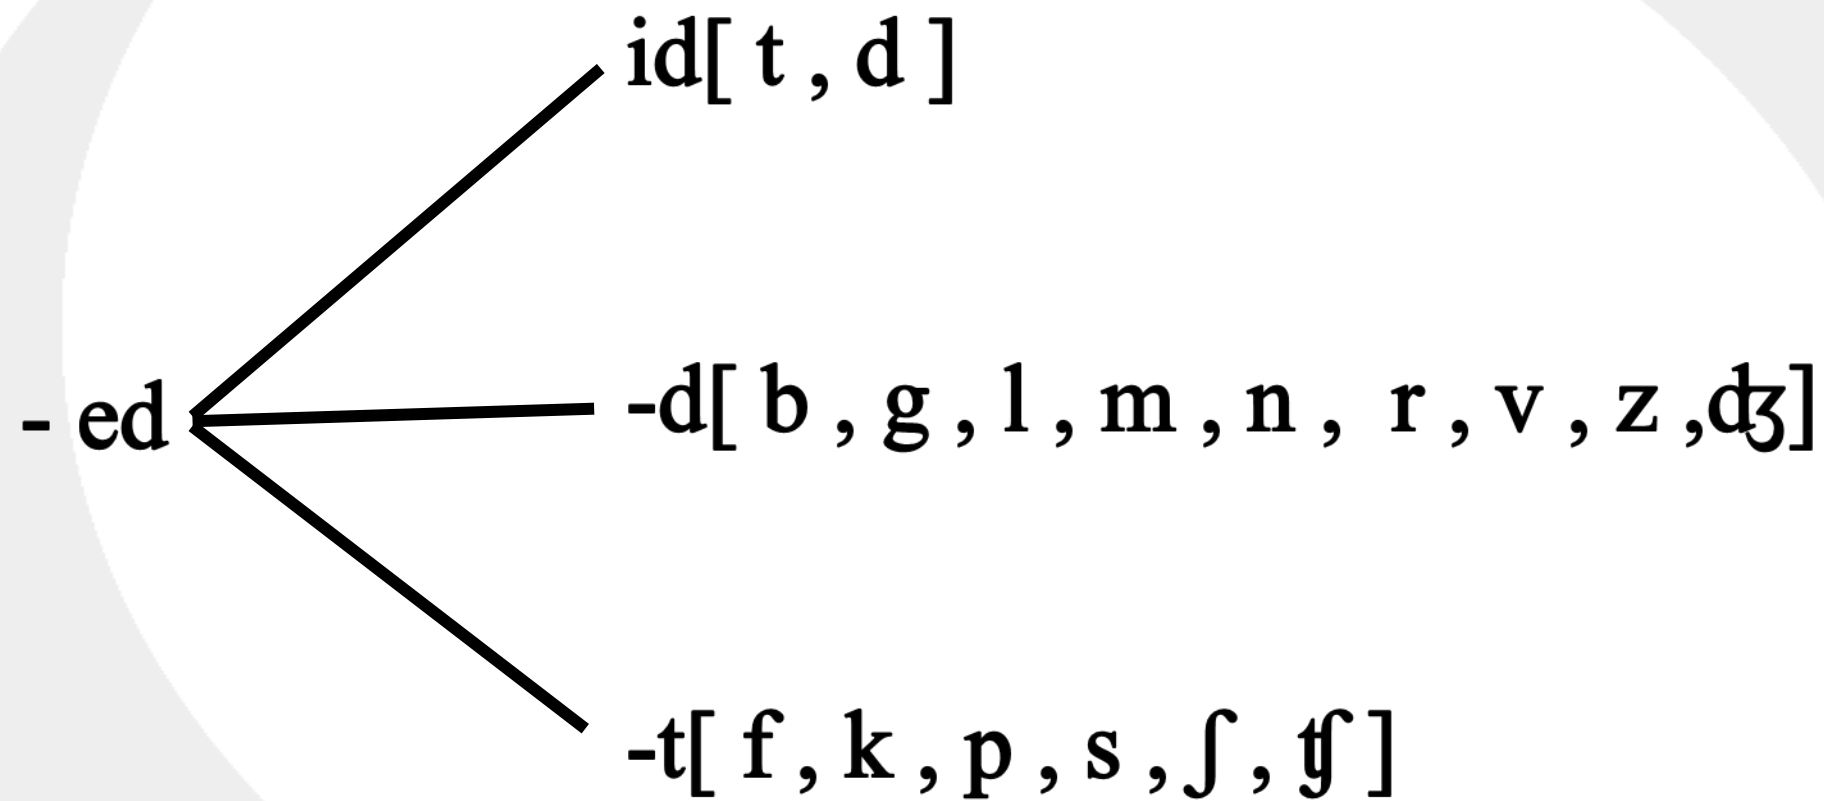 id[ t , d ]
- ed
-d[ b , g , l , m , n , r , v , z ,ʤ]
-t[ f , k , p , s , ʃ , ʧ ]